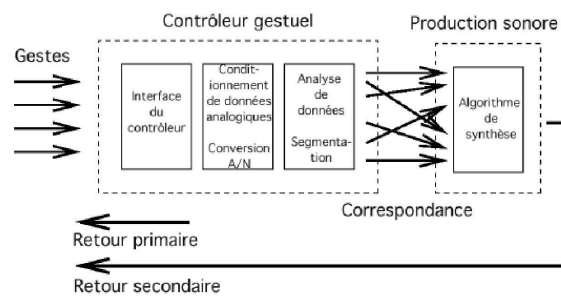 Contrôleur gestuel
Production sonore
Gestes
Interface
du
contrôleur
Condit-
ionnement
de données
analogiques
Conversion
A/N
Analyse
de
données
Segmenta-
tion
Algorithme
de
synthèse
Correspondance
Retour primaire
Retour secondaire